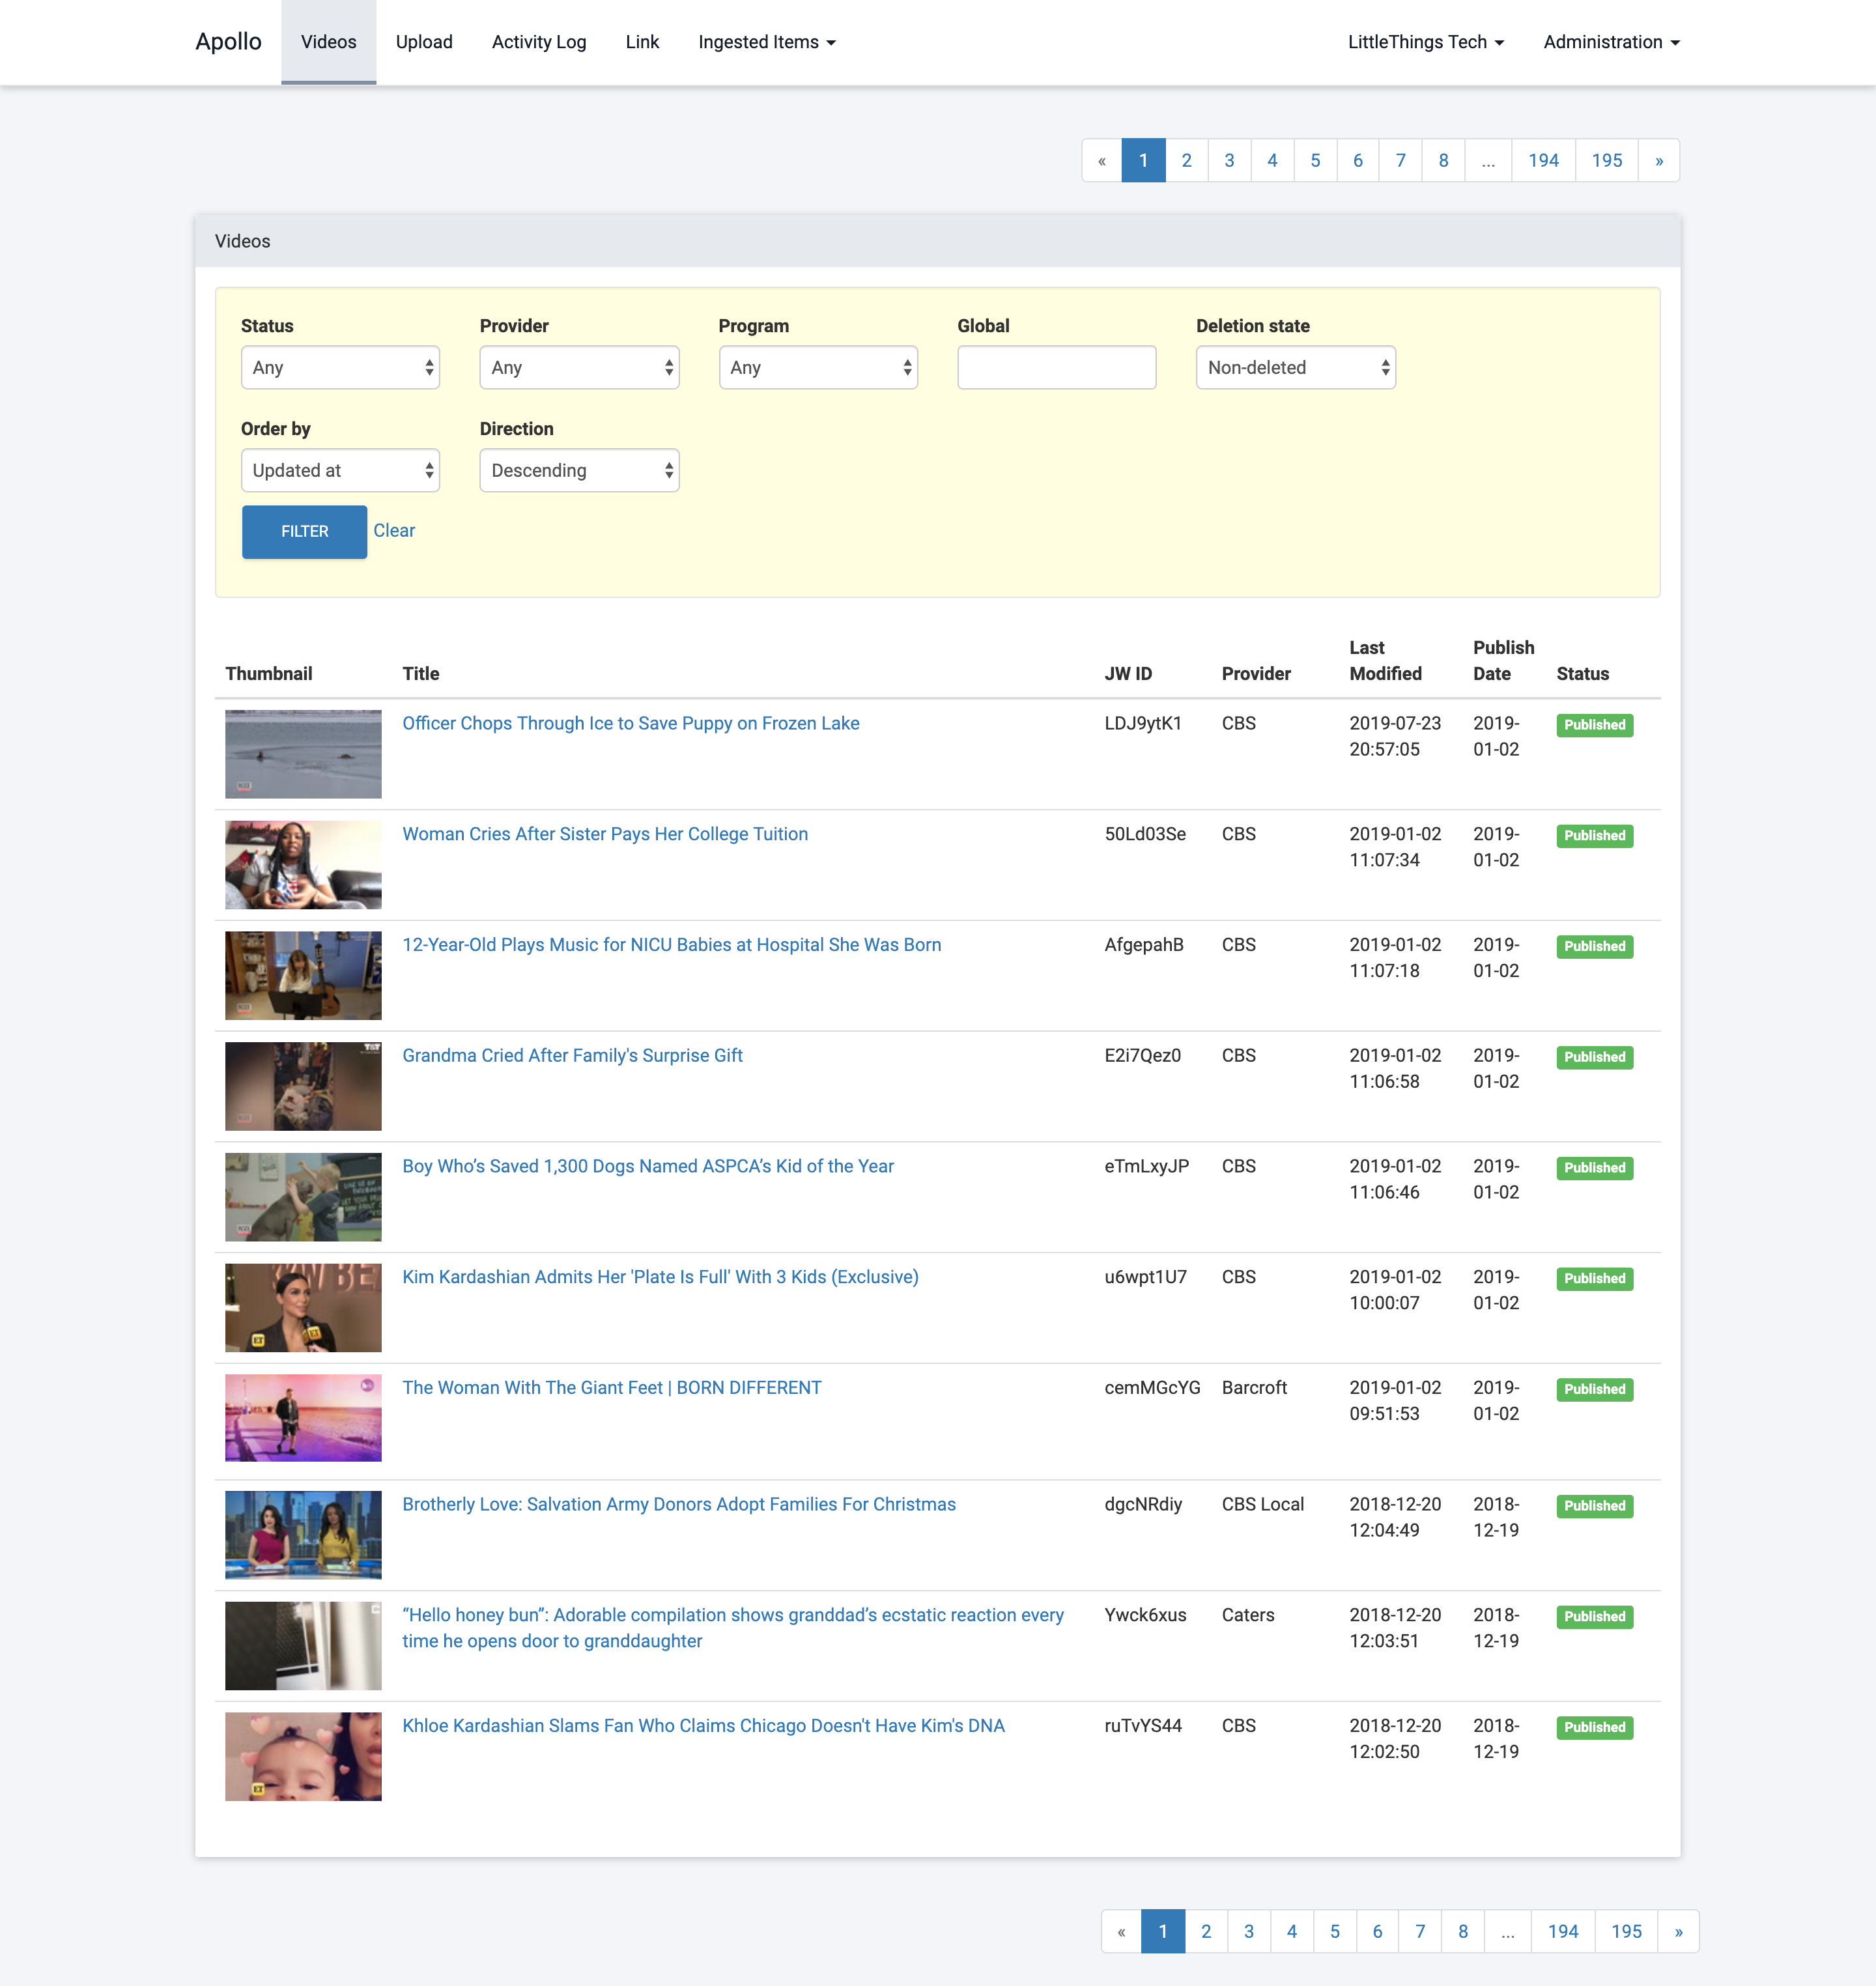 Apollo
Videos
Upload
Activity Log
Link
Ingested Items
LittleThings Tech
Administration
« 1 2 3 4 5 6 7 8 ... 194 195 »
Videos
Status
Provider
Program
Global
Deletion state
Any
Any
Any
Non-deleted
Order by
Direction
Updated at
Descending
FILTER
Clear
Thumbnail
Title
JW ID
Provider
Last
Modified
Publish
Date
Status
Officer Chops Through Ice to Save Puppy on Frozen Lake
LDJ9ytK1
CBS
2019-07-23
20:57:05
2019-
01-02
Published
Woman Cries After Sister Pays Her College Tuition
50Ld03Se
CBS
2019-01-02
11:07:34
2019-
01-02
Published
12-Year-Old Plays Music for NICU Babies at Hospital She Was Born
AfgepahB
CBS
2019-01-02
11:07:18
2019-
01-02
Published
Grandma Cried After Family's Surprise Gift
E2i7Qez0
CBS
2019-01-02
11:06:58
2019-
01-02
Published
Boy Who’s Saved 1,300 Dogs Named ASPCA’s Kid of the Year
eTmLxyJP
CBS
2019-01-02
11:06:46
2019-
01-02
Published
Kim Kardashian Admits Her 'Plate Is Full' With 3 Kids (Exclusive)
u6wpt1U7
CBS
2019-01-02
10:00:07
2019-
01-02
Published
The Woman With The Giant Feet | BORN DIFFERENT
cemMGcYG
Barcroft
2019-01-02
09:51:53
2019-
01-02
Published
Brotherly Love: Salvation Army Donors Adopt Families For Christmas
dgcNRdiy
CBS Local
2018-12-20
12:04:49
2018-
12-19
Published
“Hello honey bun”: Adorable compilation shows granddad’s ecstatic reaction every
time he opens door to granddaughter
Ywck6xus
Caters
2018-12-20
12:03:51
2018-
12-19
Published
Khloe Kardashian Slams Fan Who Claims Chicago Doesn't Have Kim's DNA
ruTvYS44
CBS
2018-12-20
12:02:50
2018-
12-19
Published
« 1 2 3 4 5 6 7 8 ... 194 195 »